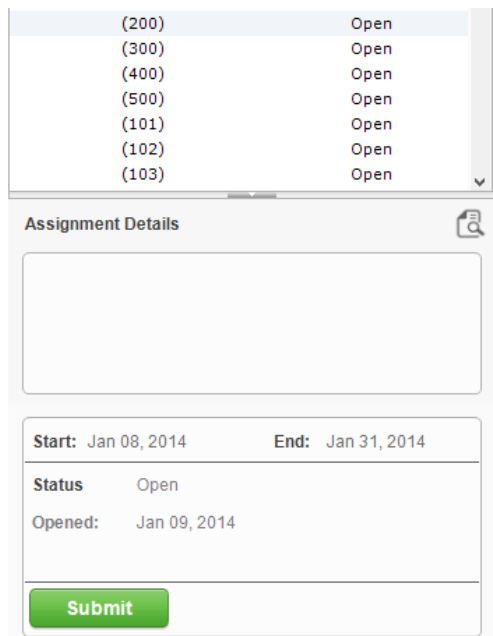 (200) Open
(300) Open
(400) Open
(500) Open
(101) Open
(102) Open
(103) Open
Assignment Details
Start: Jan 08, 2014 End: Jan 31, 2014
Status Open
Opened: Jan 09, 2014
Submit